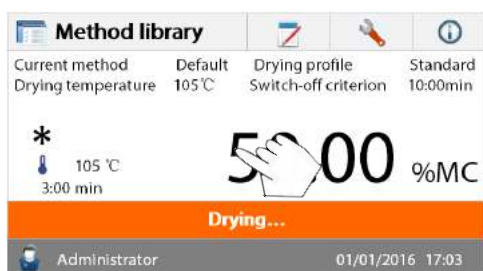 Method library
Current method Default Drying profile Standard
Drying temperature 105℃ Switch-off criterion 10:00min
*
105 ℃
3:00 min
%MC
Drying...
Administrator 01/01/2016 17:03